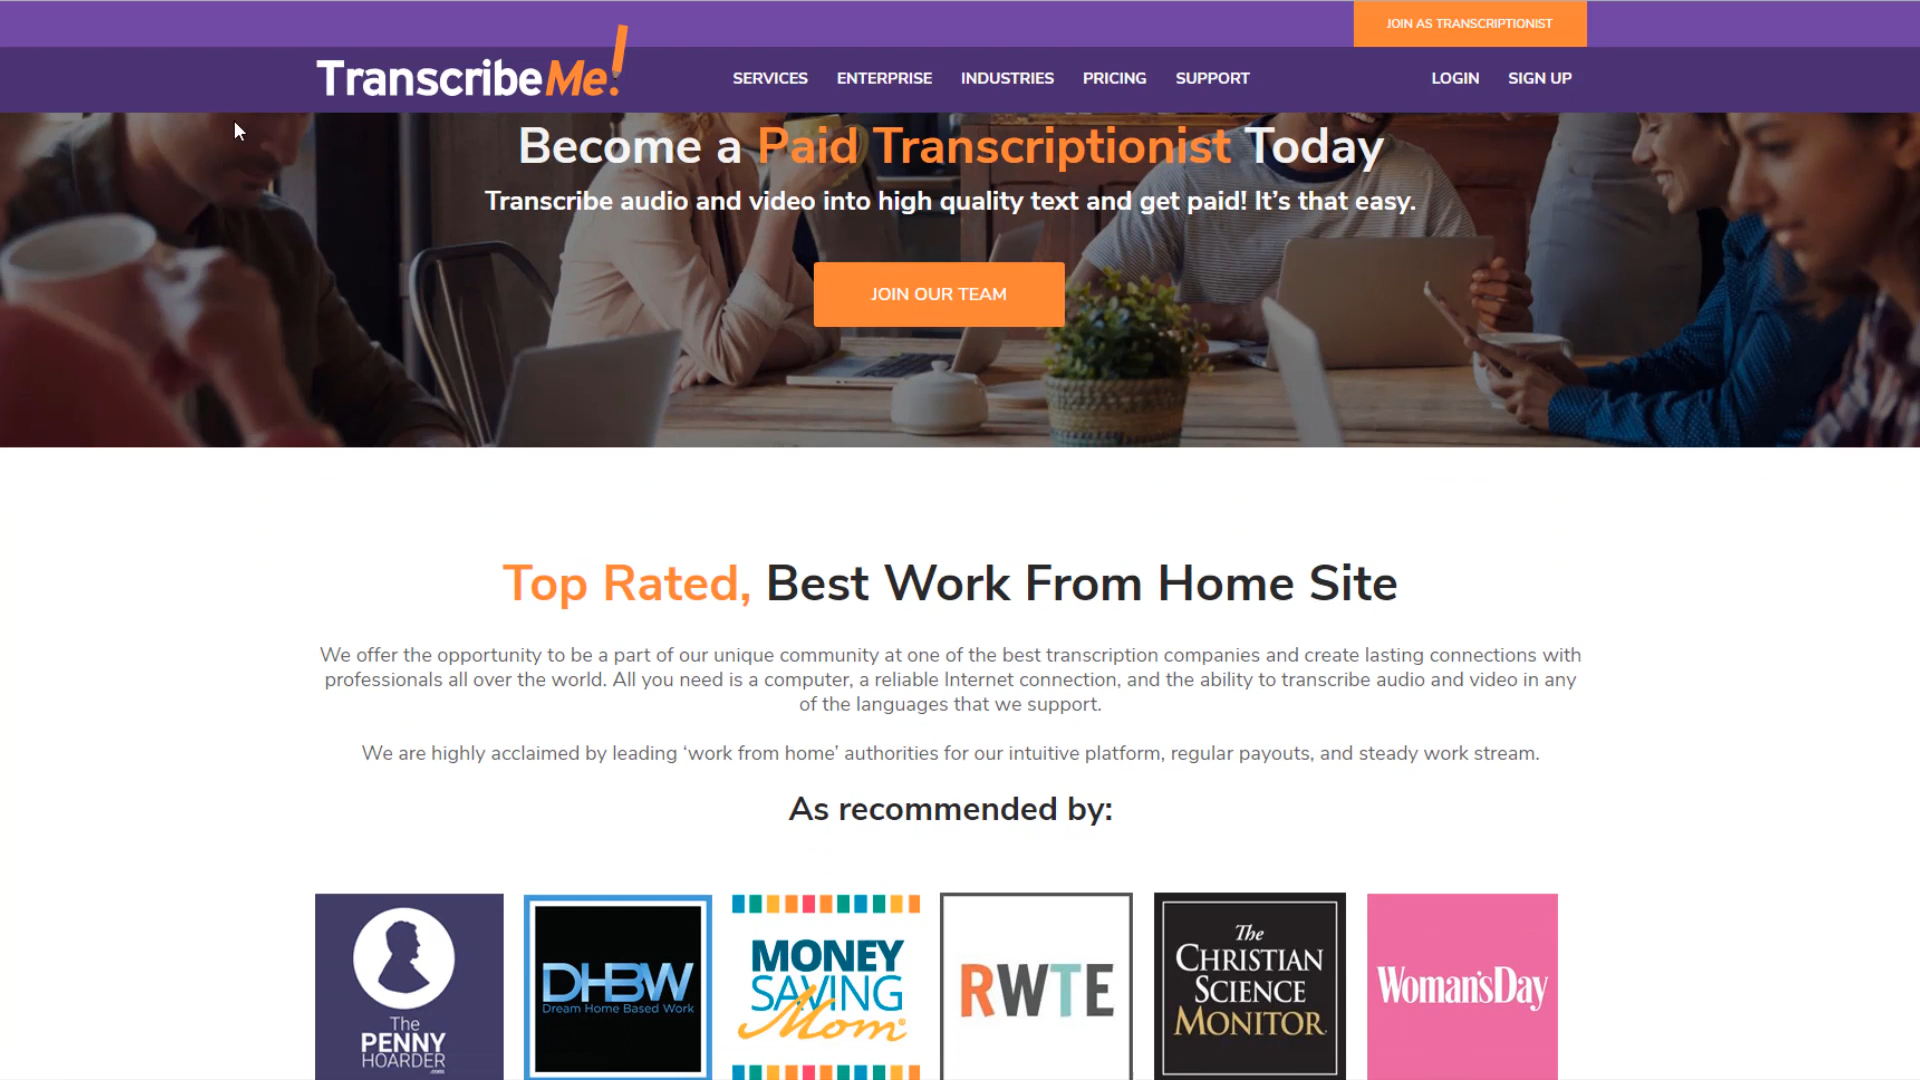 JOIN AS TRANSCRIPTIONIST
TranscribeMe!
SERVICES ENTERPRISE INDUSTRIES PRICING SUPPORT LOGIN SIGN UP
Become a Paid Transcriptionist Today
Transcribe audio and video into high quality text and get paid! It’s that easy.
JOIN OUR TEAM
Top Rated, Best Work From Home Site
We offer the opportunity to be a part of our unique community at one of the best transcription companies and create lasting connections with
professionals all over the world. All you need is a computer, a reliable Internet connection, and the ability to transcribe audio and video in any
of the languages that we support.
We are highly acclaimed by leading ‘work from home’ authorities for our intuitive platform, regular payouts, and steady work stream.
As recommended by:
The
PENNY
HOARDER
.com
DHBW
Dream Home Based Work
MONEY
SAVING
Mom®
RWTE
The
CHRISTIAN
SCIENCE
MONITOR
Woman'sDay